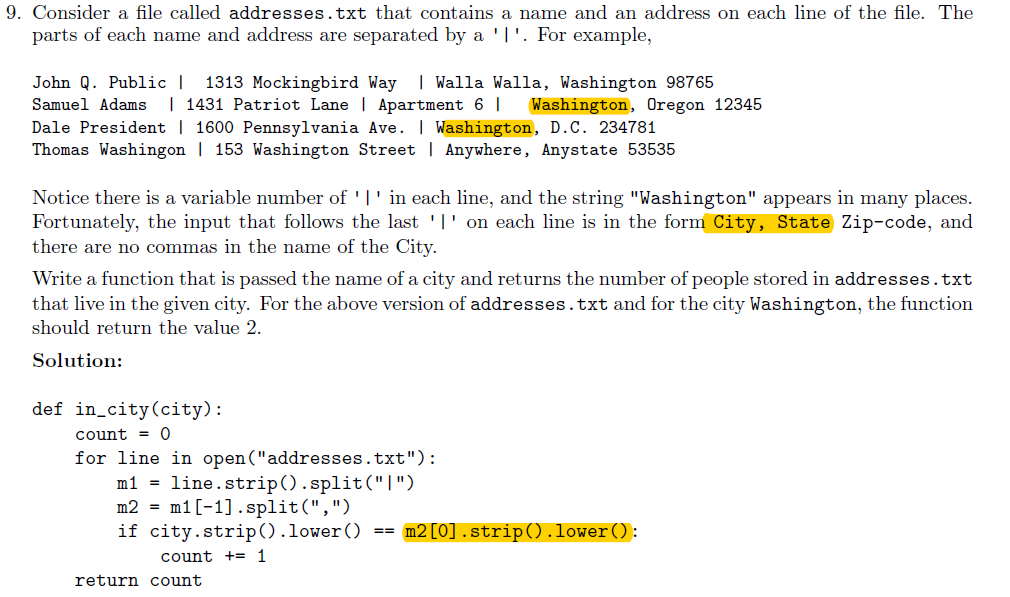 9. Consider a file called addresses.txt that contains a name and an address on each line of the file. The
parts of each name and address are separated by a '|'. For example,
John Q. Public |  1313 Mockingbird Way  | Walla Walla, Washington 98765
Samuel Adams  | 1431 Patriot Lane | Apartment 6 |   Washington, Oregon 12345
Dale President | 1600 Pennsylvania Ave. | Washington, D.C. 234781
Thomas Washingon | 153 Washington Street | Anywhere, Anystate 53535
Notice there is a variable number of '|' in each line, and the string "Washington" appears in many places.
Fortunately, the input that follows the last '|' on each line is in the form City, State Zip-code, and
there are no commas in the name of the City.
Write a function that is passed the name of a city and returns the number of people stored in addresses.txt
that live in the given city. For the above version of addresses.txt and for the city Washington, the function
should return the value 2.
Solution:
def in_city(city):
    count = 0
    for line in open("addresses.txt"):
        m1 = line.strip().split("|")
        m2 = m1[-1].split(",")
        if city.strip().lower() == m2[0].strip().lower():
            count += 1
    return count